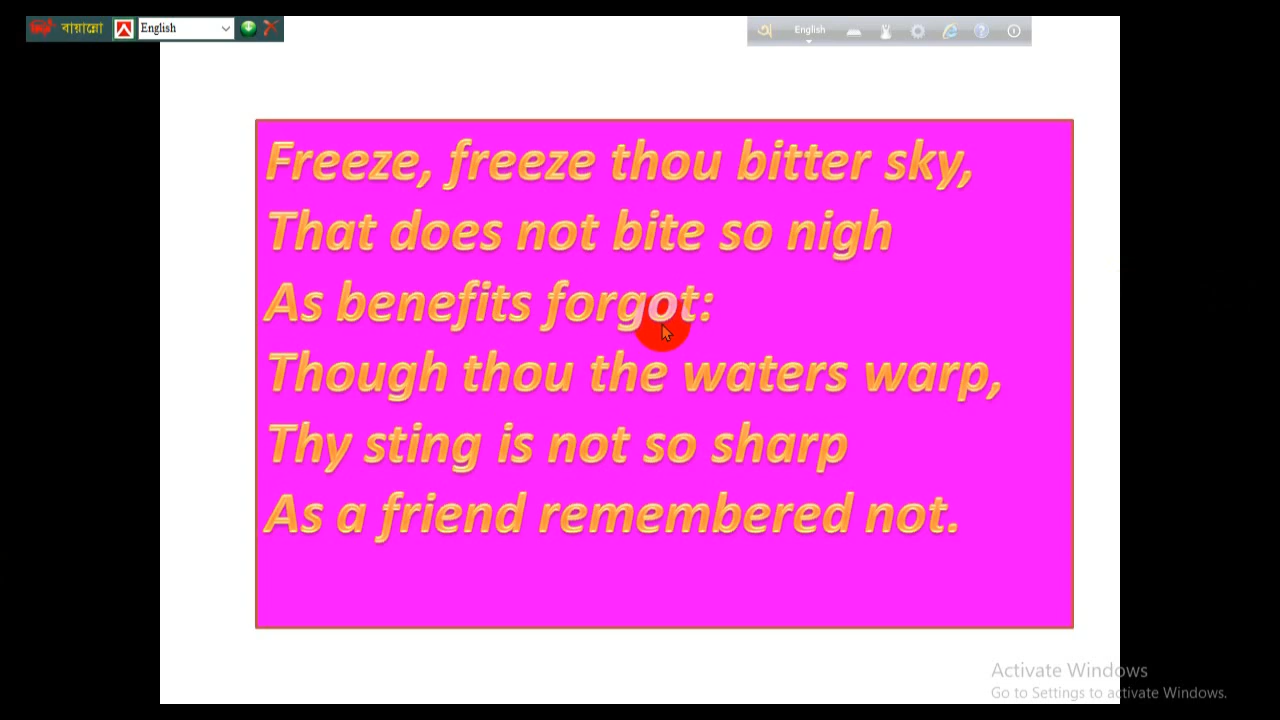 বায়ান্নো
English
অ
English
Freeze, freeze thou bitter sky,
That does not bite so nigh
As benefits forgot:
Though thou the waters warp,
Thy sting is not so sharp
As a friend remembered not.
Activate Windows
Go to Settings to activate Windows.